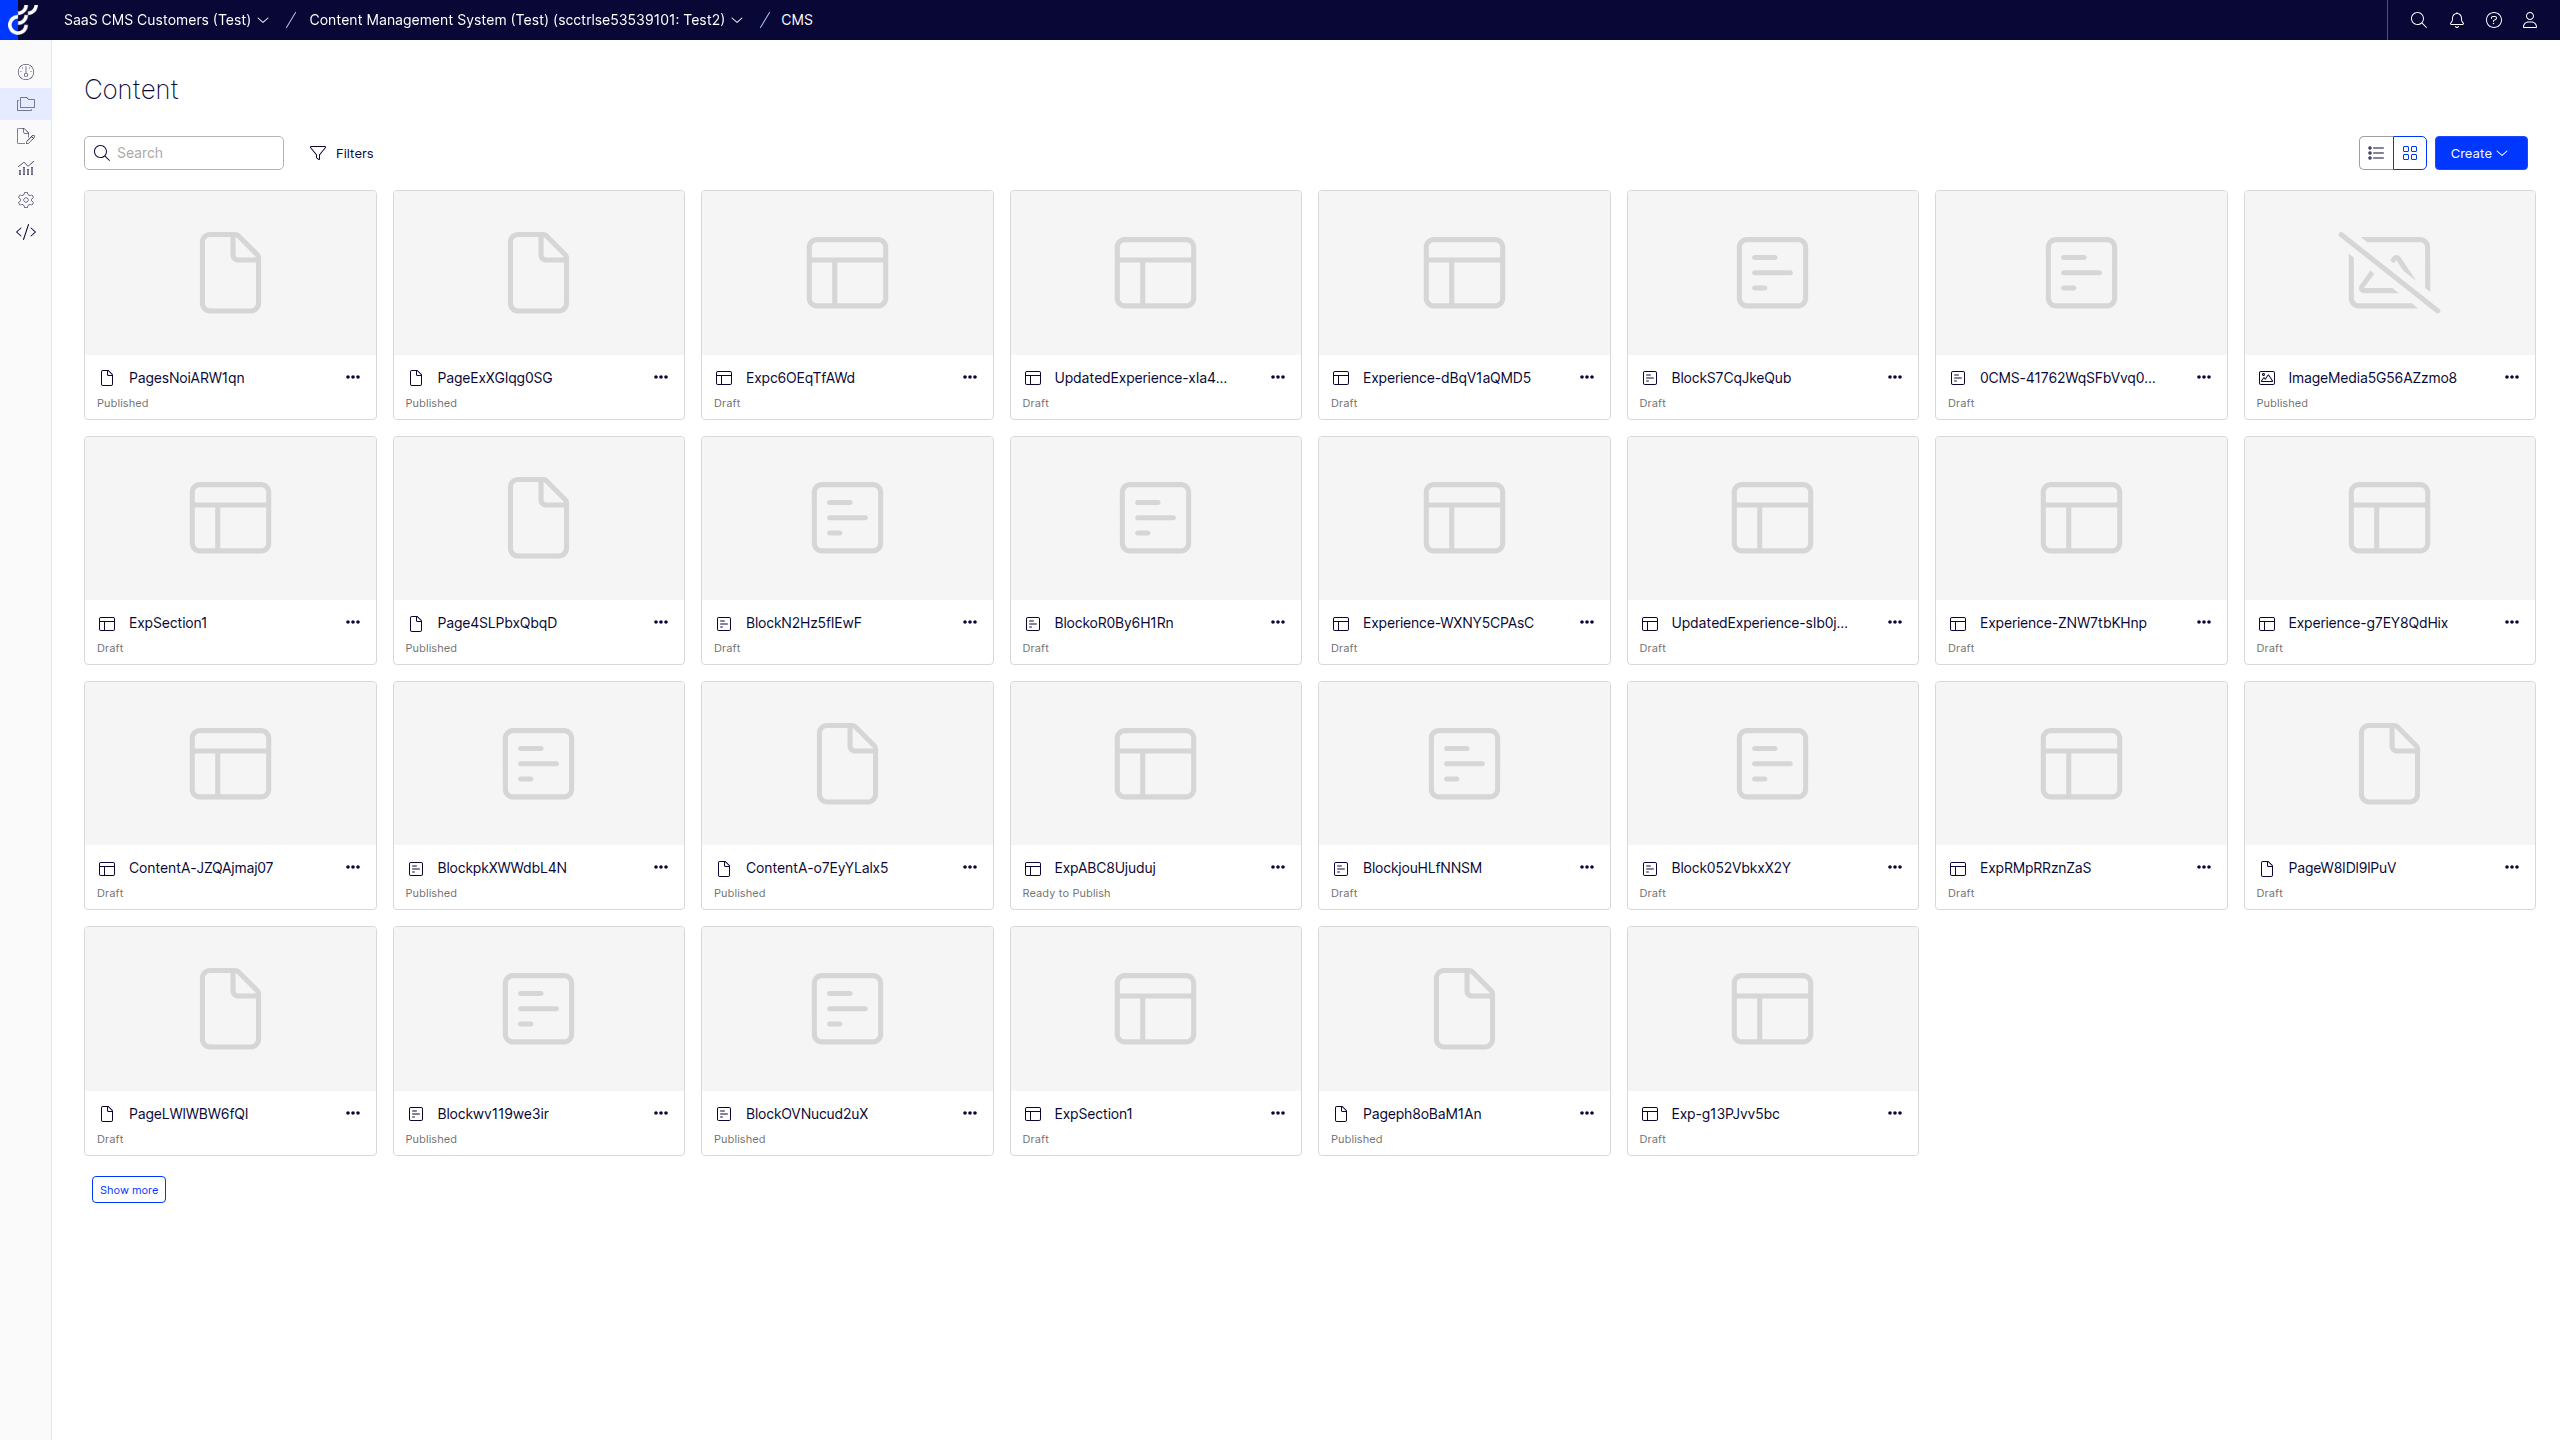 SaaS CMS Customers (Test) / Content Management System (Test) (scctrlse53539101: Test2) / CMS
Content
Search
Filters
Create
PagesNoiARW1qn
Published
PageExXGlqg0SG
Published
Expc6OEqTfAWd
Draft
UpdatedExperience-xla4...
Draft
Experience-dBqV1aQMD5
Draft
BlockS7CqJkeQub
Draft
0CMS-41762WqSFbVvq0...
Draft
ImageMedia5G56AZzmo8
Published
ExpSection1
Draft
Page4SLPbxQbqD
Published
BlockN2Hz5flEwF
Draft
BlockoR0By6H1Rn
Draft
Experience-WXNY5CPAsC
Draft
UpdatedExperience-slb0j...
Draft
Experience-ZNW7tbKHnp
Draft
Experience-g7EY8QdHix
Draft
ContentA-JZQAjmaj07
Draft
BlockpkXWWdbL4N
Published
ContentA-o7EyYLalx5
Published
ExpABC8Ujuduj
Ready to Publish
BlockjouHLfNNSM
Draft
Block052VbkxX2Y
Draft
ExpRMpRRznZaS
Draft
PageW8lDl9lPuV
Draft
PageLWlWBW6fQl
Draft
Blockwv119we3ir
Published
BlockOVNucud2uX
Published
ExpSection1
Draft
Pageph8oBaM1An
Published
Exp-g13PJvv5bc
Draft
Show more